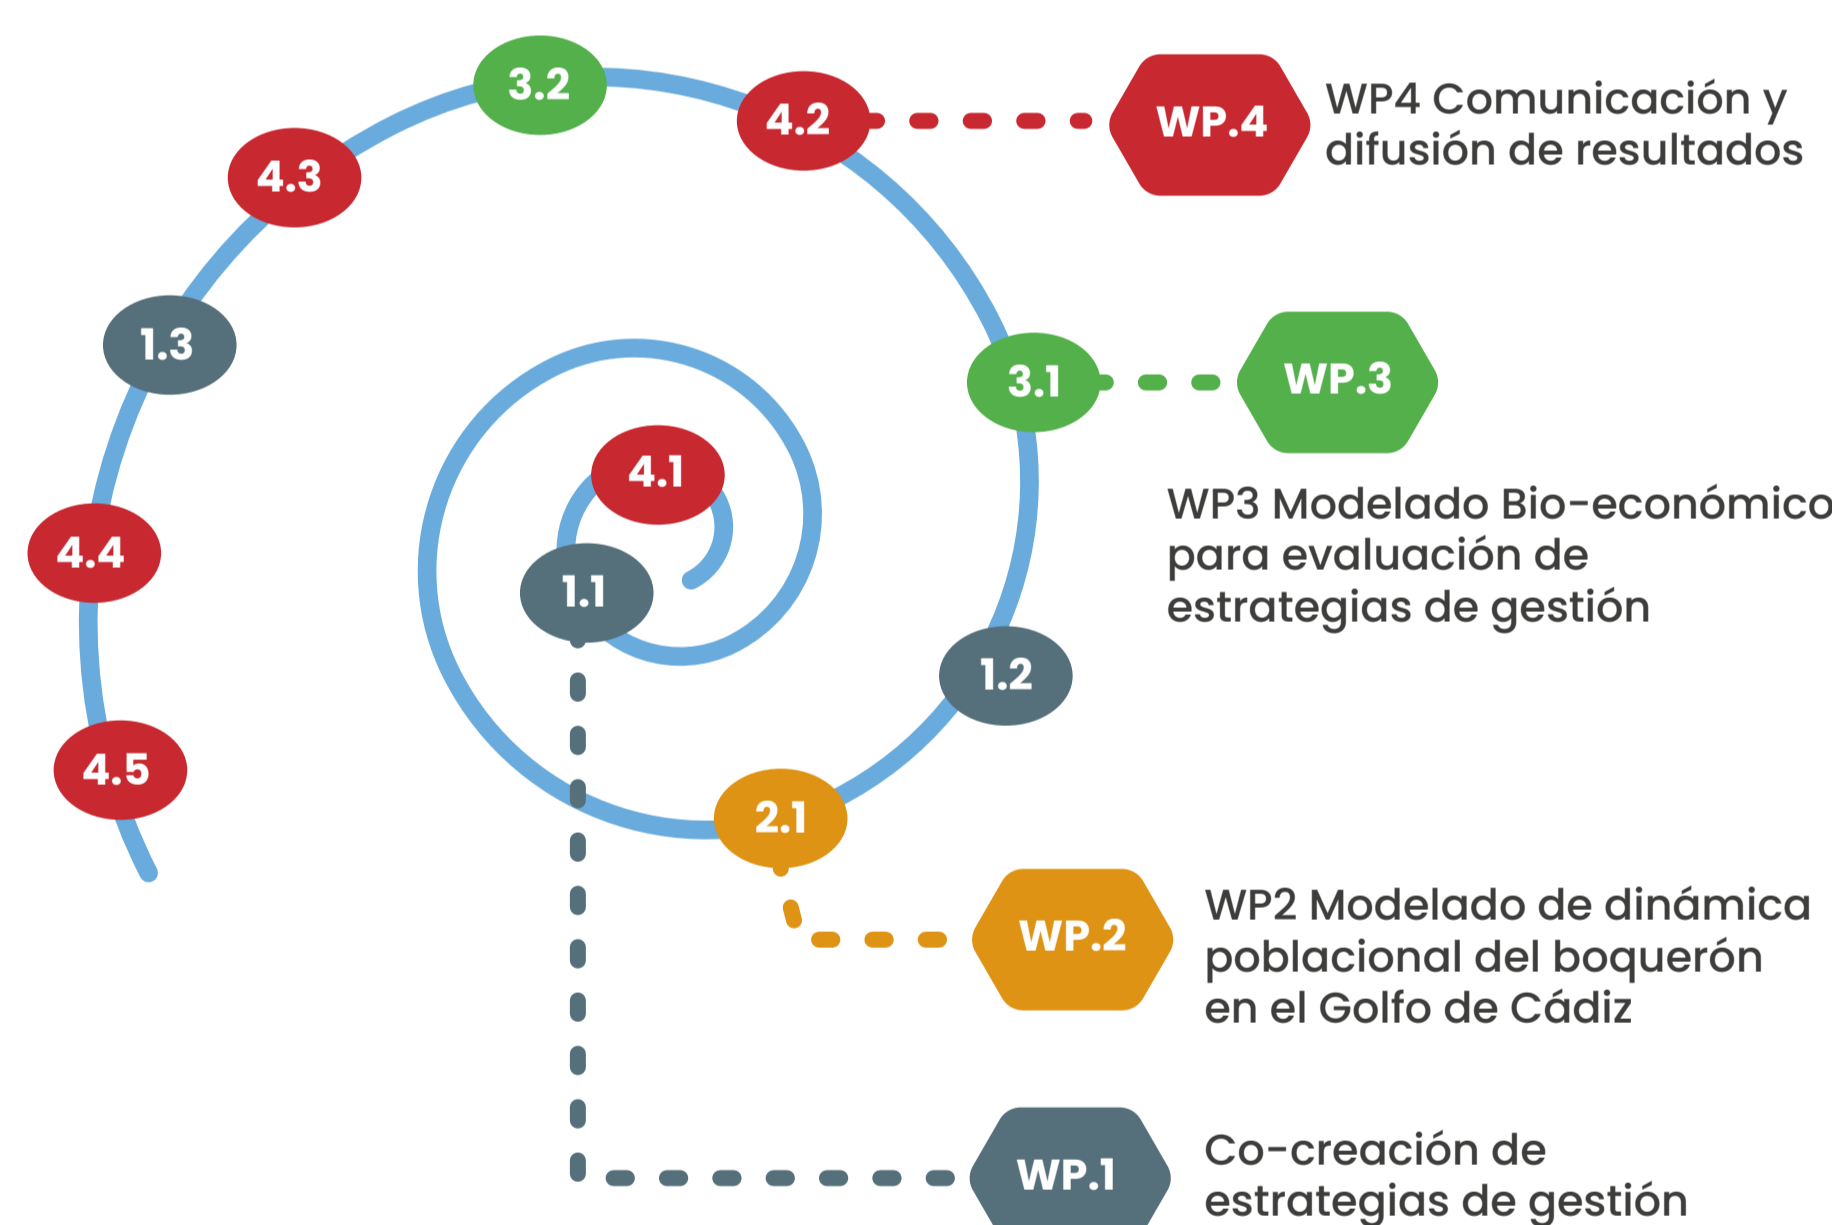 3.2
4.2
WP.4
WP4 Comunicación y
difusión de resultados
4.3
1.3
3.1
WP.3
4.1
WP3 Modelado Bio-económico
para evaluación de
estrategias de gestión
4.4
1.1
1.2
4.5
2.1
WP.2
WP2 Modelado de dinámica
poblacional del boquerón
en el Golfo de Cádiz
WP.1
Co-creación de
estrategias de gestión